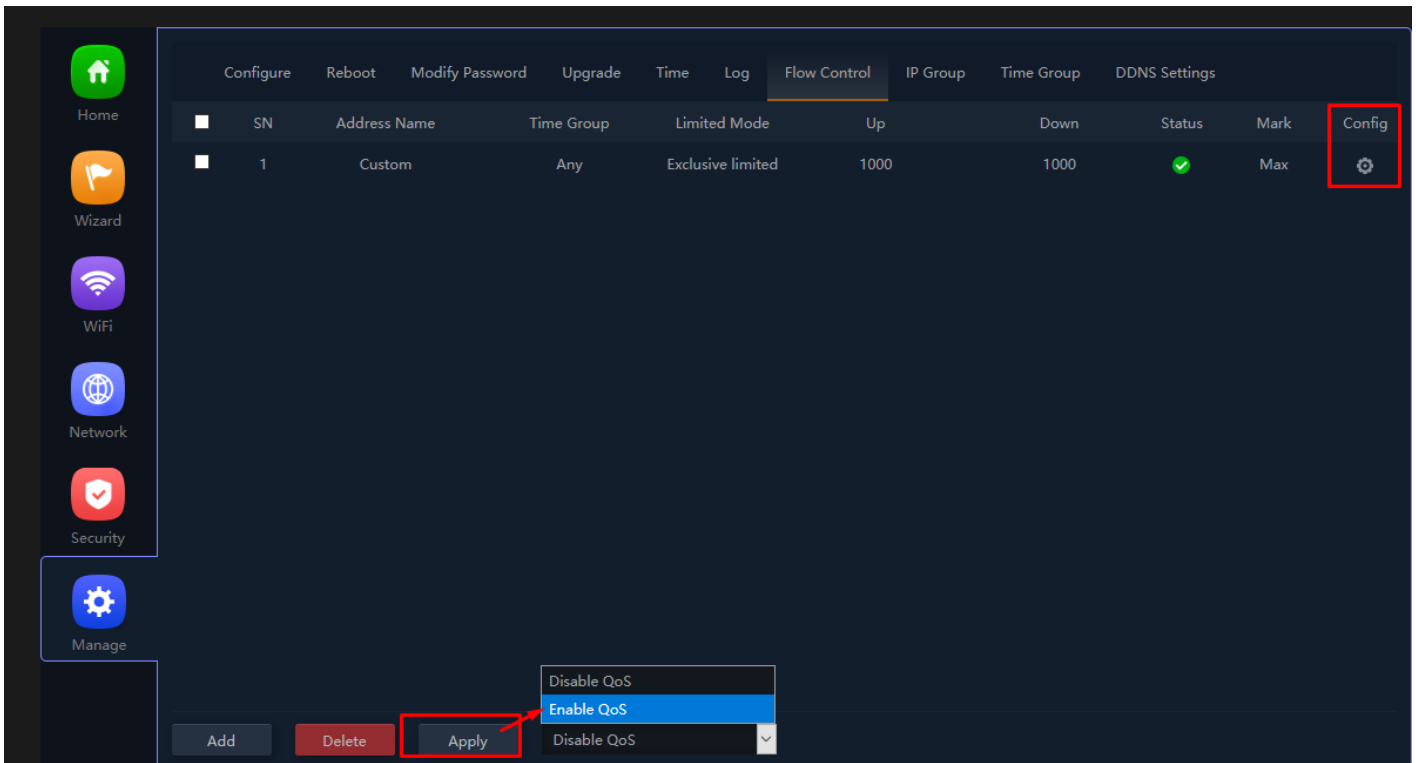 Configure Reboot Modify Password Upgrade Time Log Flow Control IP Group Time Group DDNS Settings
Home
SN Address Name Time Group Limited Mode Up Down Status Mark Config
1 Custom Any Exclusive limited 1000 1000 Max
Wizard
WiFi
Network
Security
Manage
Disable QoS
Enable QoS
Add Delete Apply Disable QoS